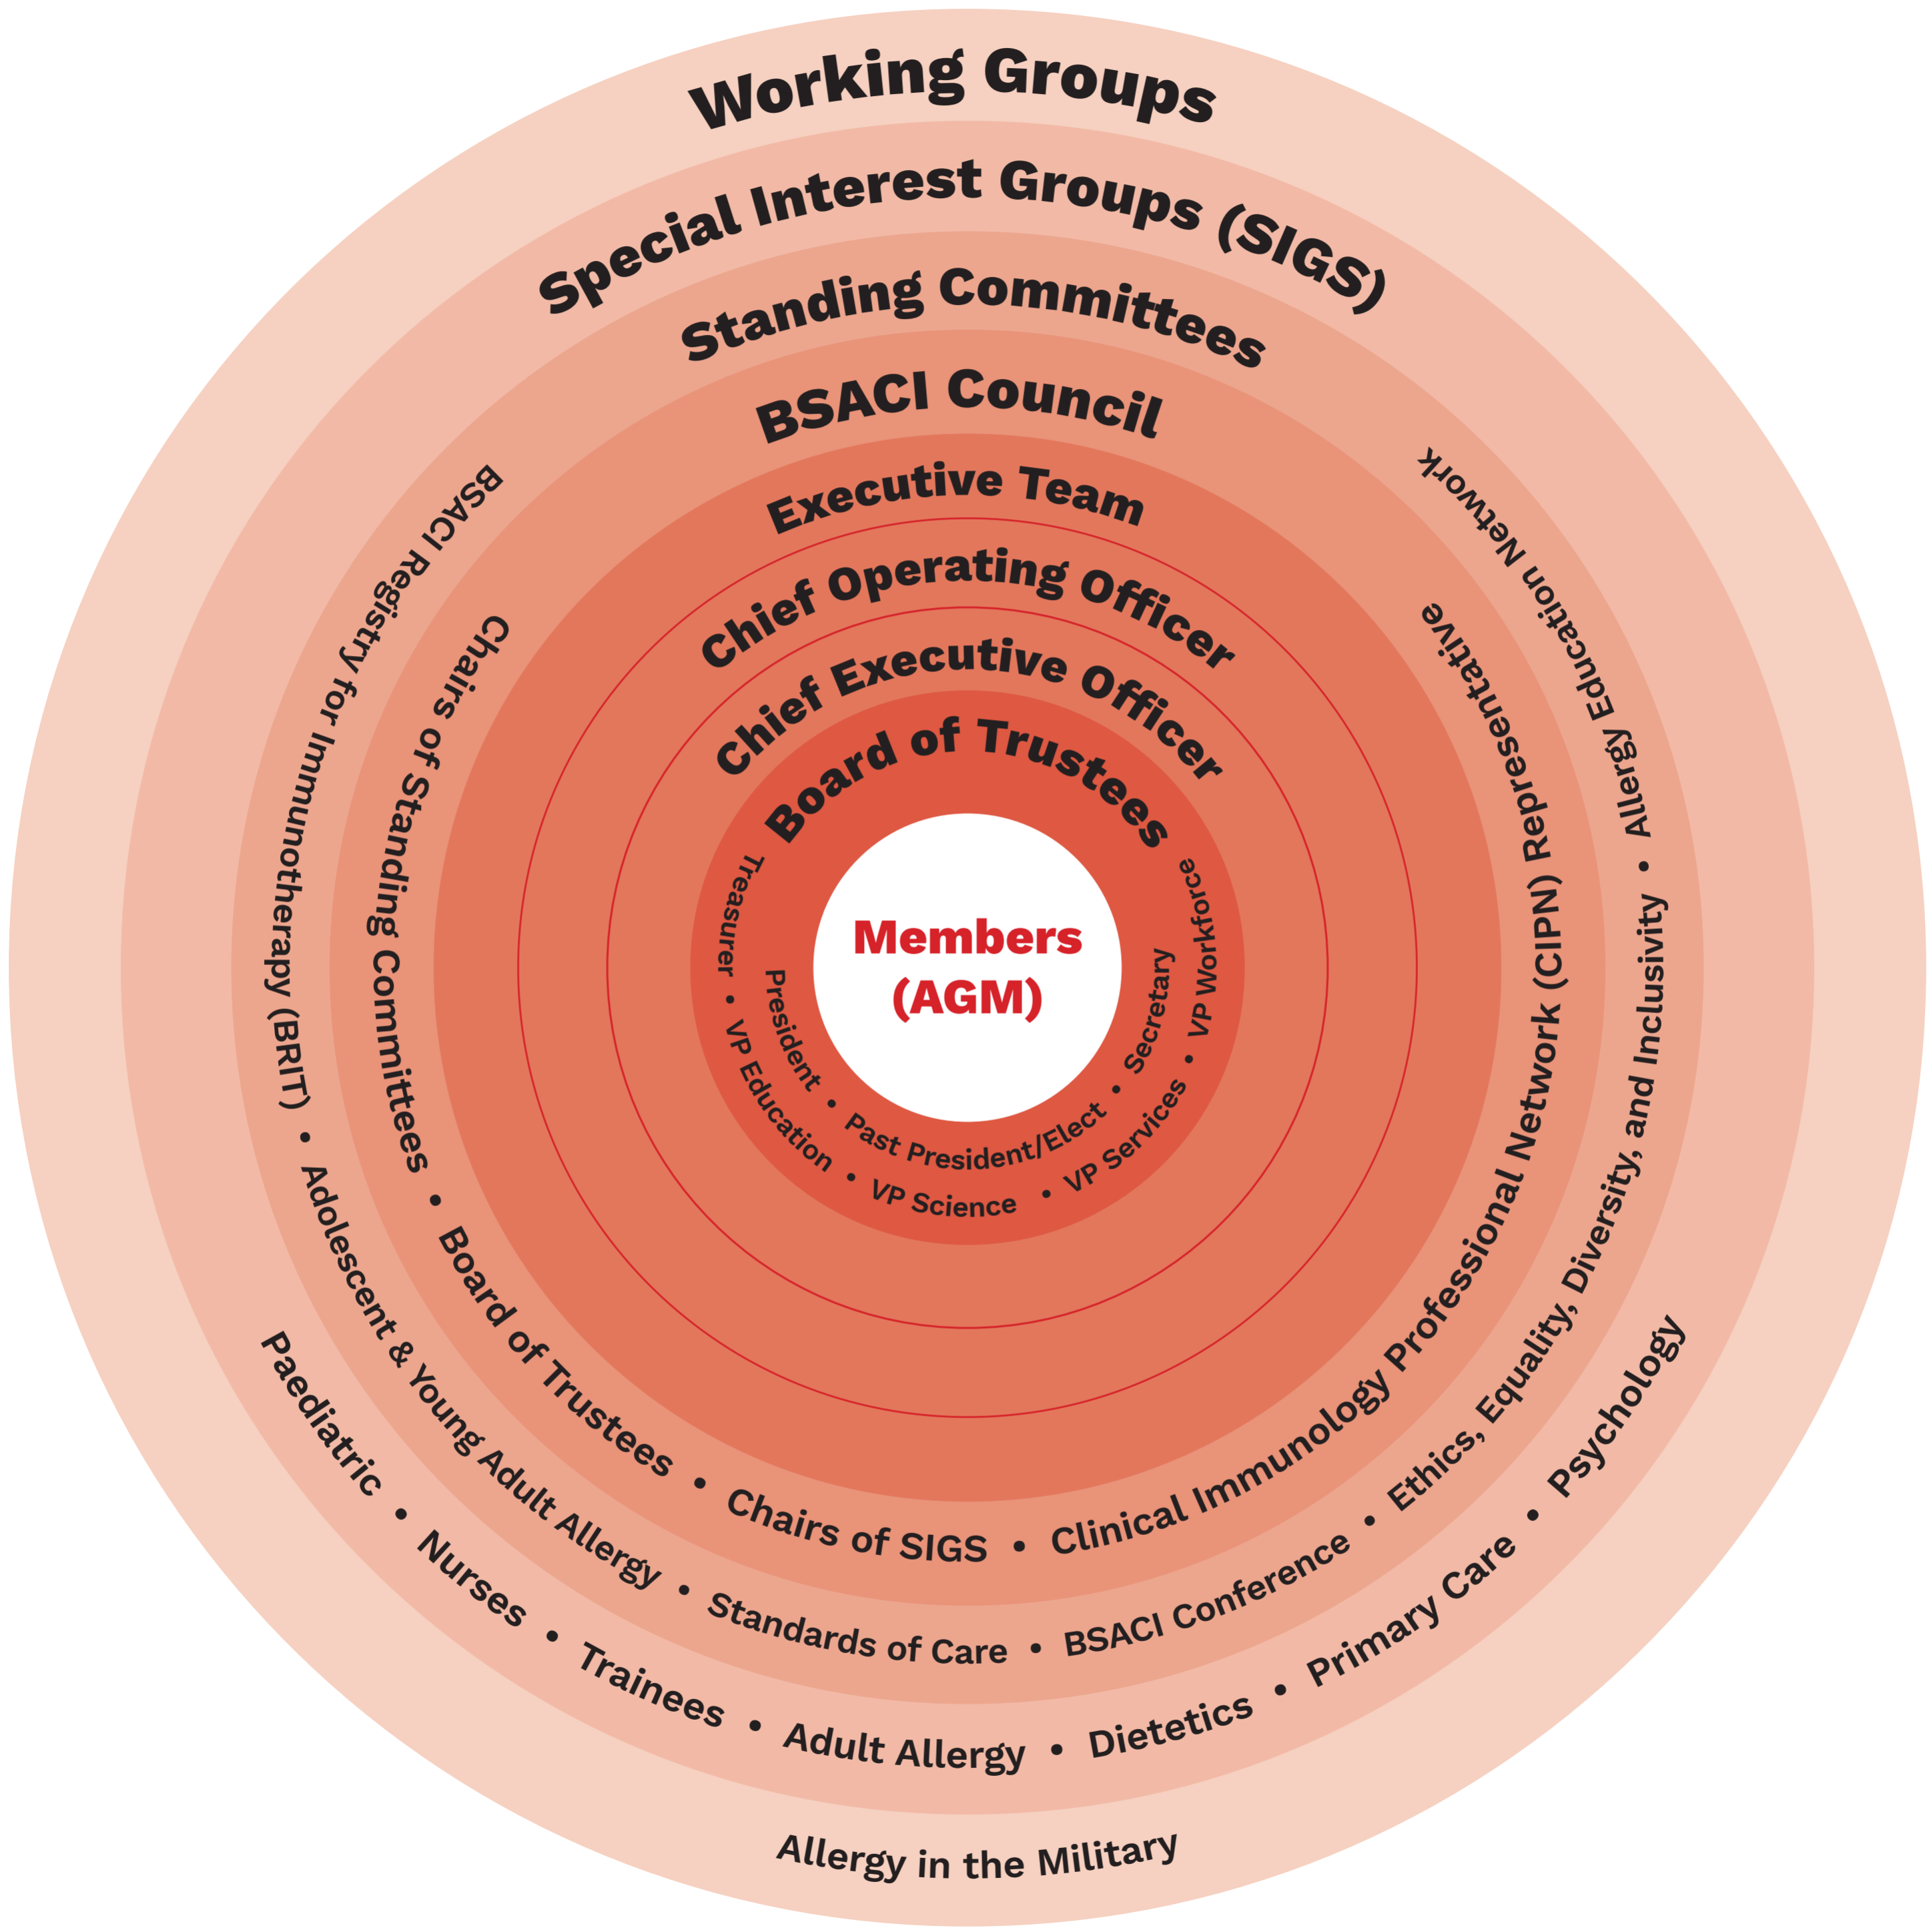 Working Groups
Special Interest Groups (SIGS)
Standing Committees
BSACI Council
Executive Team
Chief Operating Officer
Chief Executive Officer
Board of Trustees
Members
(AGM)
President • Past President/Elect • Secretary
Treasurer • VP Education • VP Science • VP Services • VP Workforce
Chairs of Standing Committees • Board of Trustees • Chairs of SIGS • Clinical Immunology Professional Network (CIPN) Representative
BSACI Registry for Immunotherapy (BRIT) • Adolescent & Young Adult Allergy • Standards of Care • BSACI Conference • Ethics, Equality, Diversity, and Inclusivity • Allergy Education Network
Paediatric • Nurses • Trainees • Adult Allergy • Dietetics • Primary Care • Psychology
Allergy in the Military